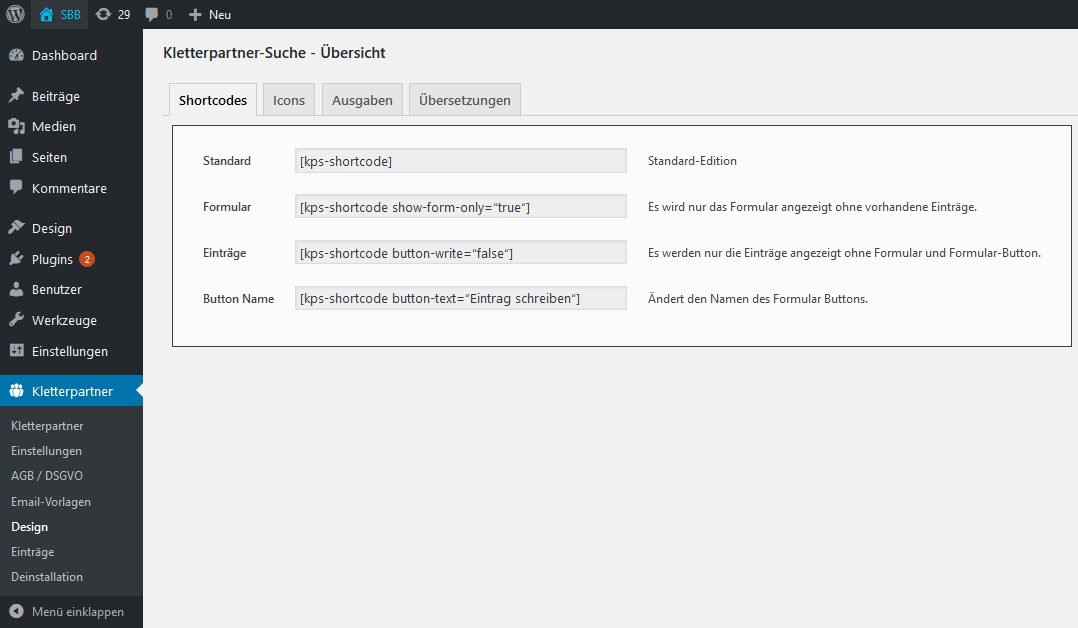 SBB 29 0 Neu
Dashboard
Beiträge
Medien
Seiten
Kommentare
Design
Plugins 2
Benutzer
Werkzeuge
Einstellungen
Kletterpartner
Kletterpartner
Einstellungen
AGB / DSGVO
Email-Vorlagen
Design
Einträge
Deinstallation
Menü einklappen
Kletterpartner-Suche - Übersicht
Shortcodes Icons Ausgaben Übersetzungen
Standard [kps-shortcode] Standard-Edition
Formular [kps-shortcode show-form-only=“true“] Es wird nur das Formular angezeigt ohne vorhandene Einträge.
Einträge [kps-shortcode button-write=“false“] Es werden nur die Einträge angezeigt ohne Formular und Formular-Button.
Button Name [kps-shortcode button-text=“Eintrag schreiben“] Ändert den Namen des Formular Buttons.